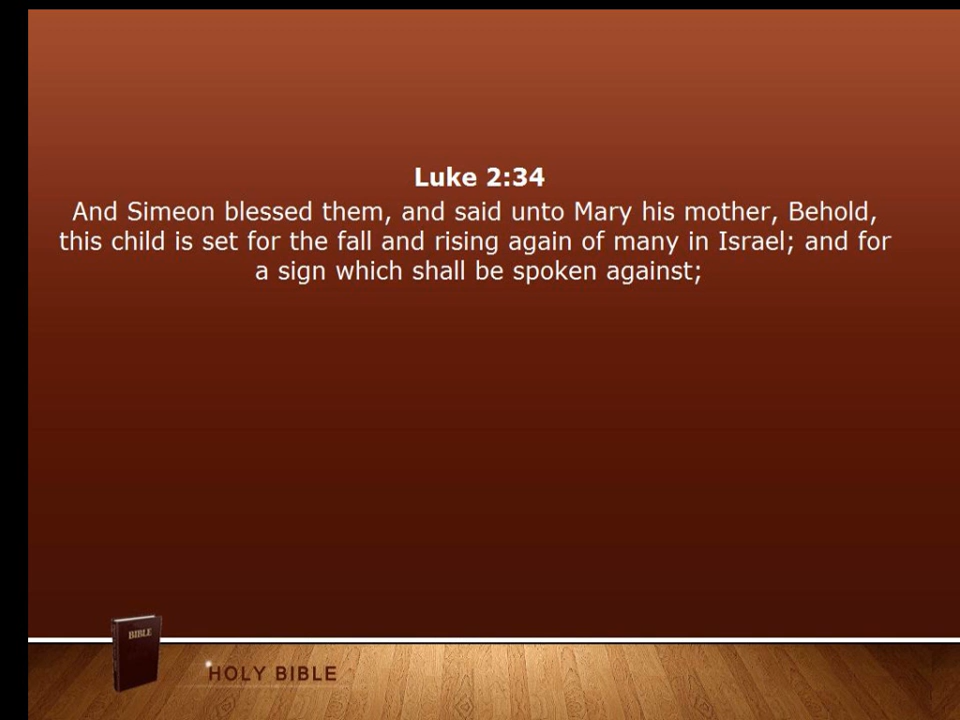 Luke 2:34
And Simeon blessed them, and said unto Mary his mother, Behold,
this child is set for the fall and rising again of many in Israel; and for
a sign which shall be spoken against;
BIBLE
HOLY BIBLE